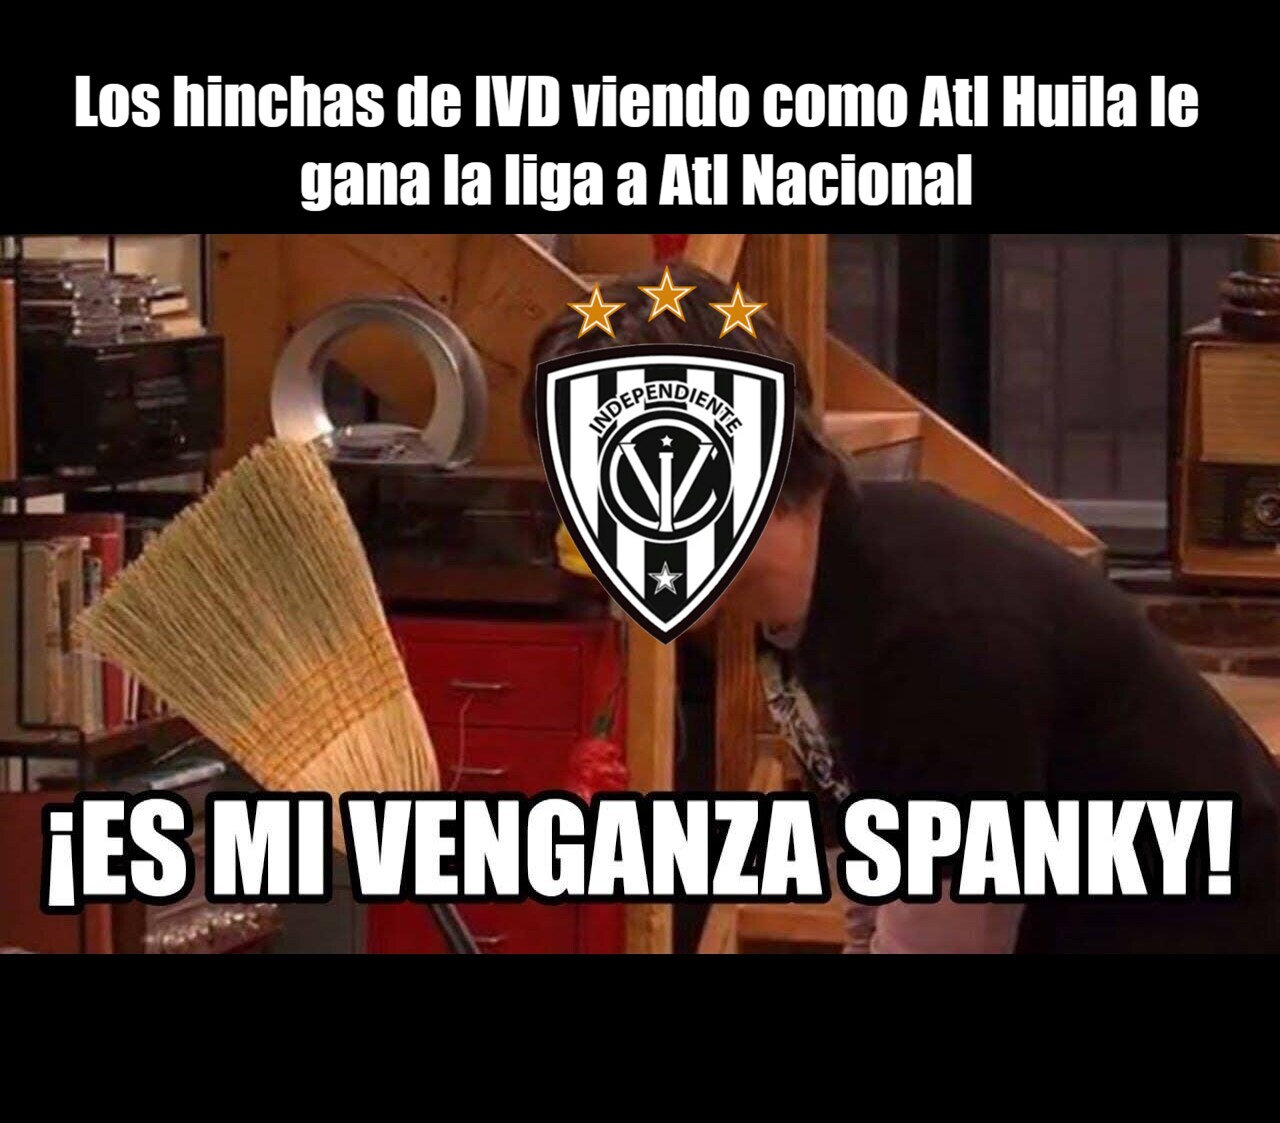 Los hinchas de IVD viendo como Atl Huila le
gana la liga a Atl Nacional
INDEPENDIENTE
¡ES MI VENGANZA SPANKY!